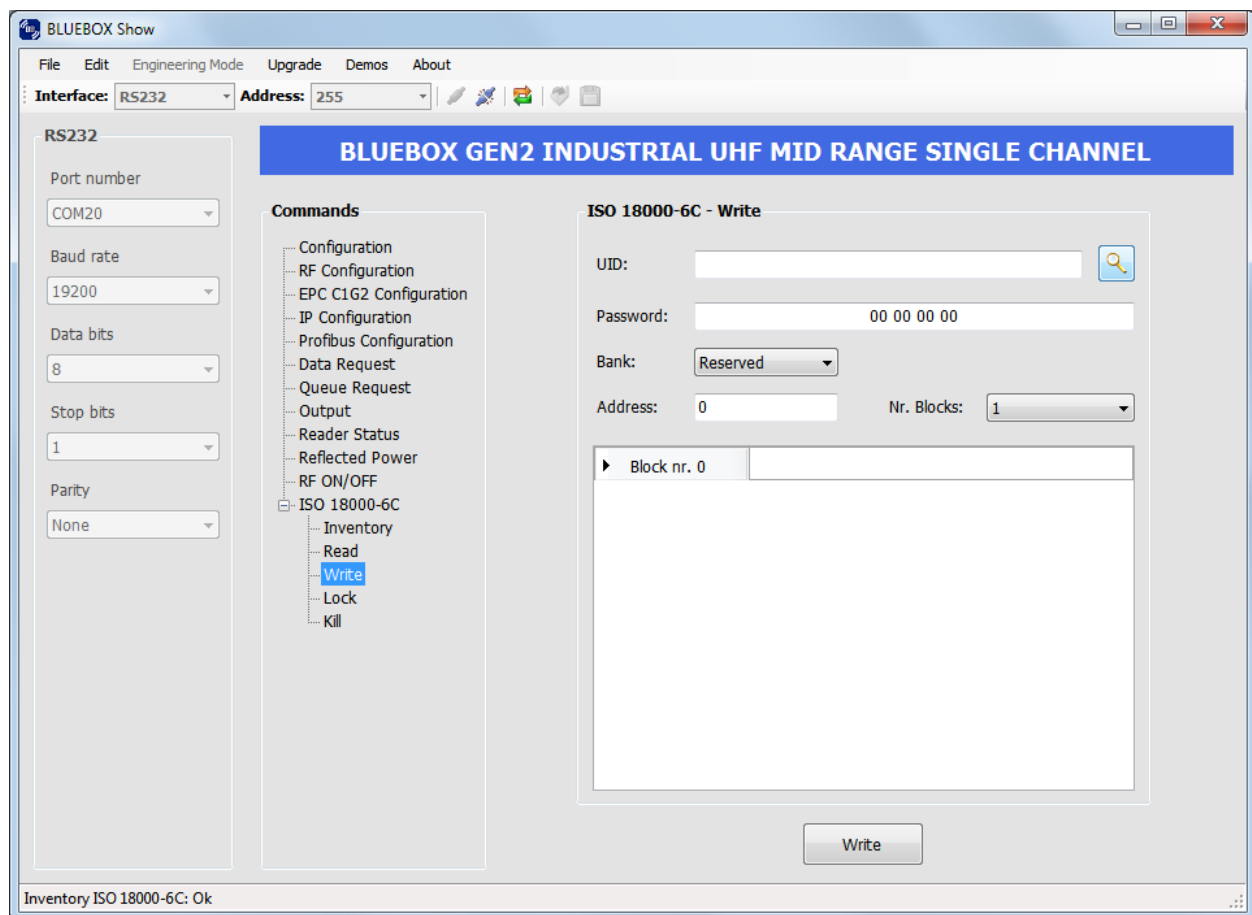 BLUEBOX Show
File Edit Engineering Mode Upgrade Demos About
Interface: RS232 Address: 255
RS232
Port number
COM20
Baud rate
19200
Data bits
8
Stop bits
1
Parity
None
BLUEBOX GEN2 INDUSTRIAL UHF MID RANGE SINGLE CHANNEL
Commands
Configuration
RF Configuration
EPC C1G2 Configuration
IP Configuration
Profibus Configuration
Data Request
Queue Request
Output
Reader Status
Reflected Power
RF ON/OFF
ISO 18000-6C
Inventory
Read
Write
Lock
Kill
ISO 18000-6C - Write
UID:
Password: 00 00 00 00
Bank: Reserved
Address: 0 Nr. Blocks: 1
Block nr. 0
Write
Inventory ISO 18000-6C: Ok